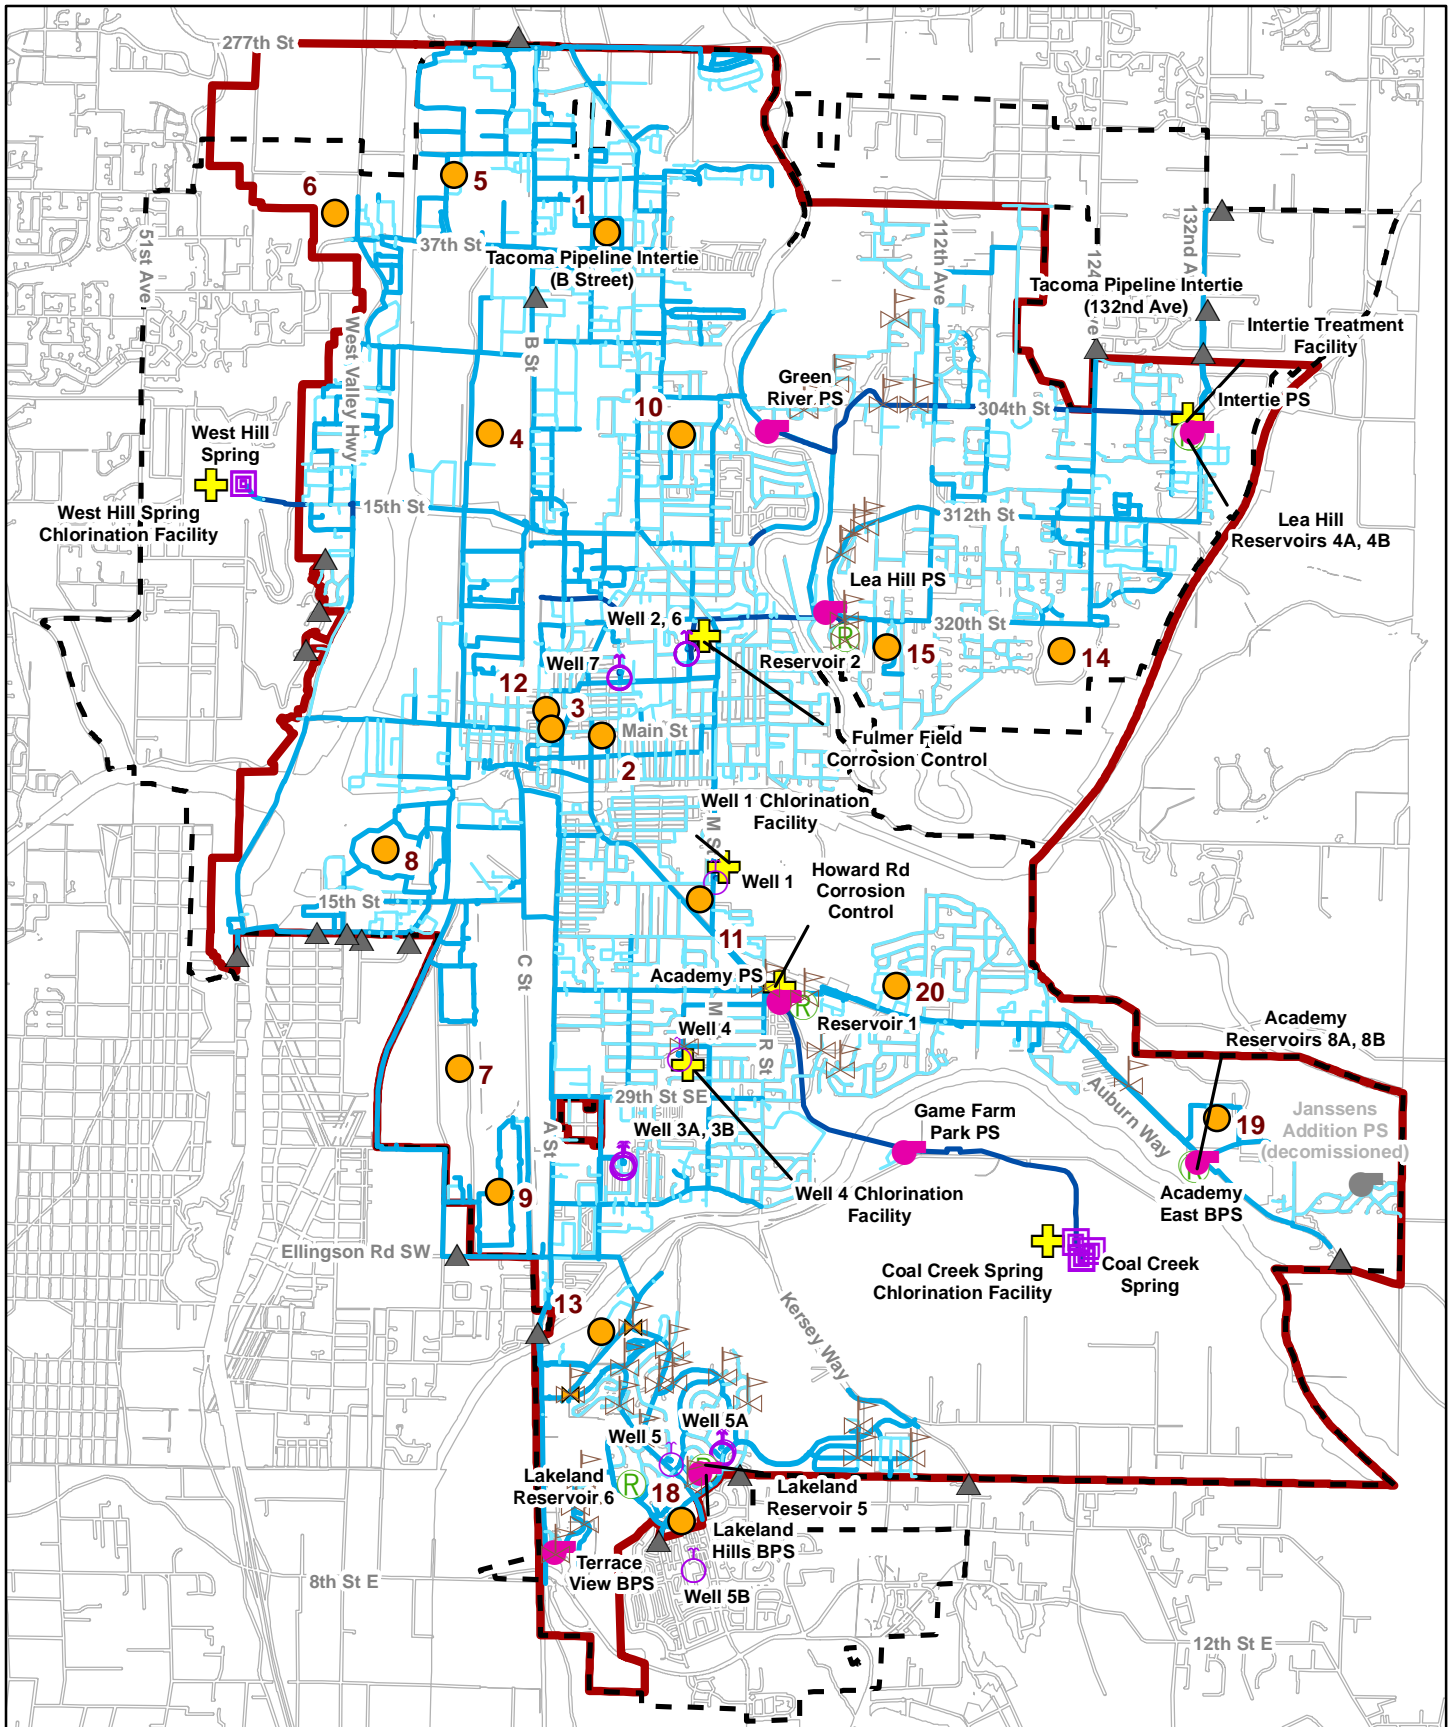 277th St
6
5
1
37th St
51st Ave
Tacoma Pipeline Intertie
(B Street)
112th Ave
124
ve
132nd A
Tacoma Pipeline Intertie
(132nd Ave)
Intertie Treatment
Facility
Intertie PS
West Valley Hwy
B St
Green
River PS
10
4
304th St
West Hill
Spring
West Hill Spring
Chlorination Facility
15th St
312th St
Lea Hill
Reservoirs 4A, 4B
Lea Hill PS
320th St
Well 2, 6
Well 7
Reservoir 2
15
14
12
3
Main St
2
Fulmer Field
Corrosion Control
Well 1 Chlorination
Facility
M St
8
Well 1
Howard Rd
Corrosion
Control
15th St
11
C St
Academy PS
20
M
Reservoir 1
Well 4
R St
Academy
Reservoirs 8A, 8B
7
29th St SE
Auburn Way
Game Farm
Park PS
19
Janssens
Addition PS
(decomissioned)
A St
Well 3A, 3B
9
Well 4 Chlorination
Facility
Academy
East BPS
Ellingson Rd SW
Coal Creek Spring
Chlorination Facility
Coal Creek
Spring
13
Kersey Way
Well 5A
Well 5
R
Lakeland
Reservoir 6
18
Lakeland
Reservoir 5
Lakeland
Hills BPS
Terrace
View BPS
8th St E
Well 5B
12th St E